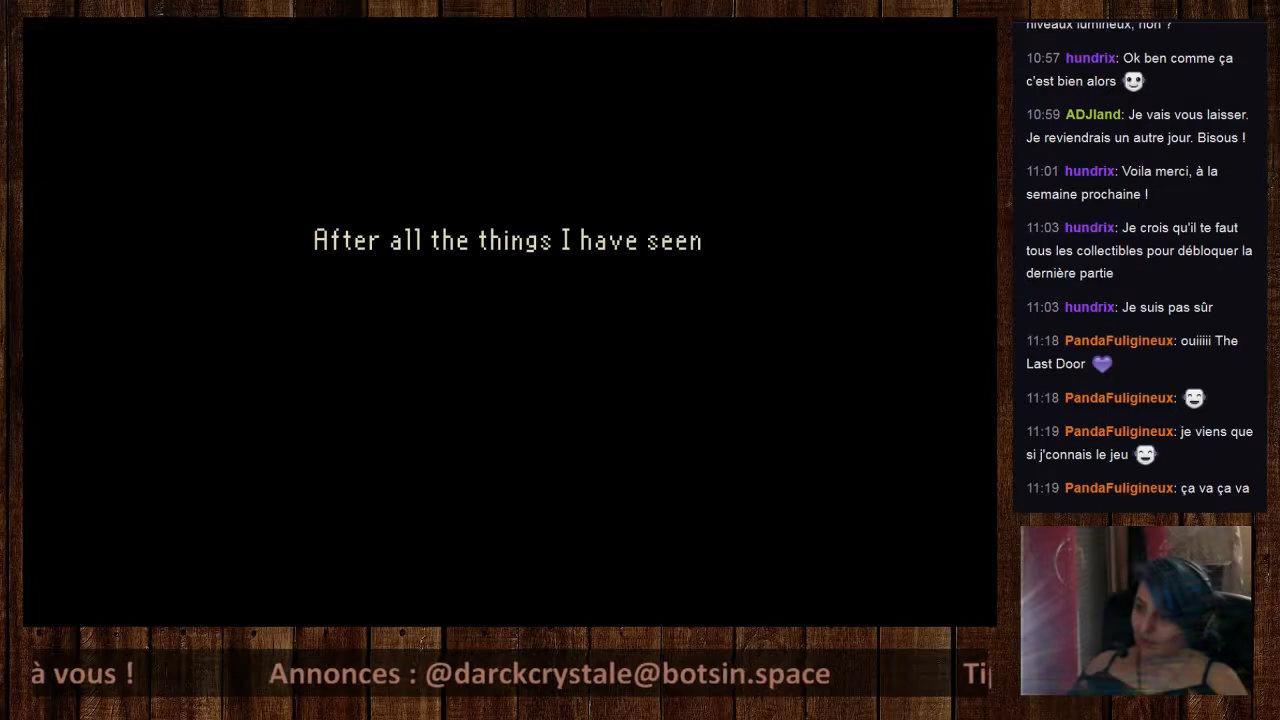 After all the things I have seen
niveaux lumineux, non ?
10:57 hundrix: Ok ben comme ça
c'est bien alors
10:59 ADJland: Je vais vous laisser.
Je reviendrais un autre jour. Bisous !
11:01 hundrix: Voila merci, à la
semaine prochaine !
11:03 hundrix: Je crois qu'il te faut
tous les collectibles pour débloquer la
dernière partie
11:03 hundrix: Je suis pas sûr
11:18 PandaFuligineux: ouiiiii The
Last Door
11:18 PandaFuligineux:
11:19 PandaFuligineux: je viens que
si j'connais le jeu
11:19 PandaFuligineux: ça va ça va
à vous ! Annonces : @darckcrystale@botsin.space